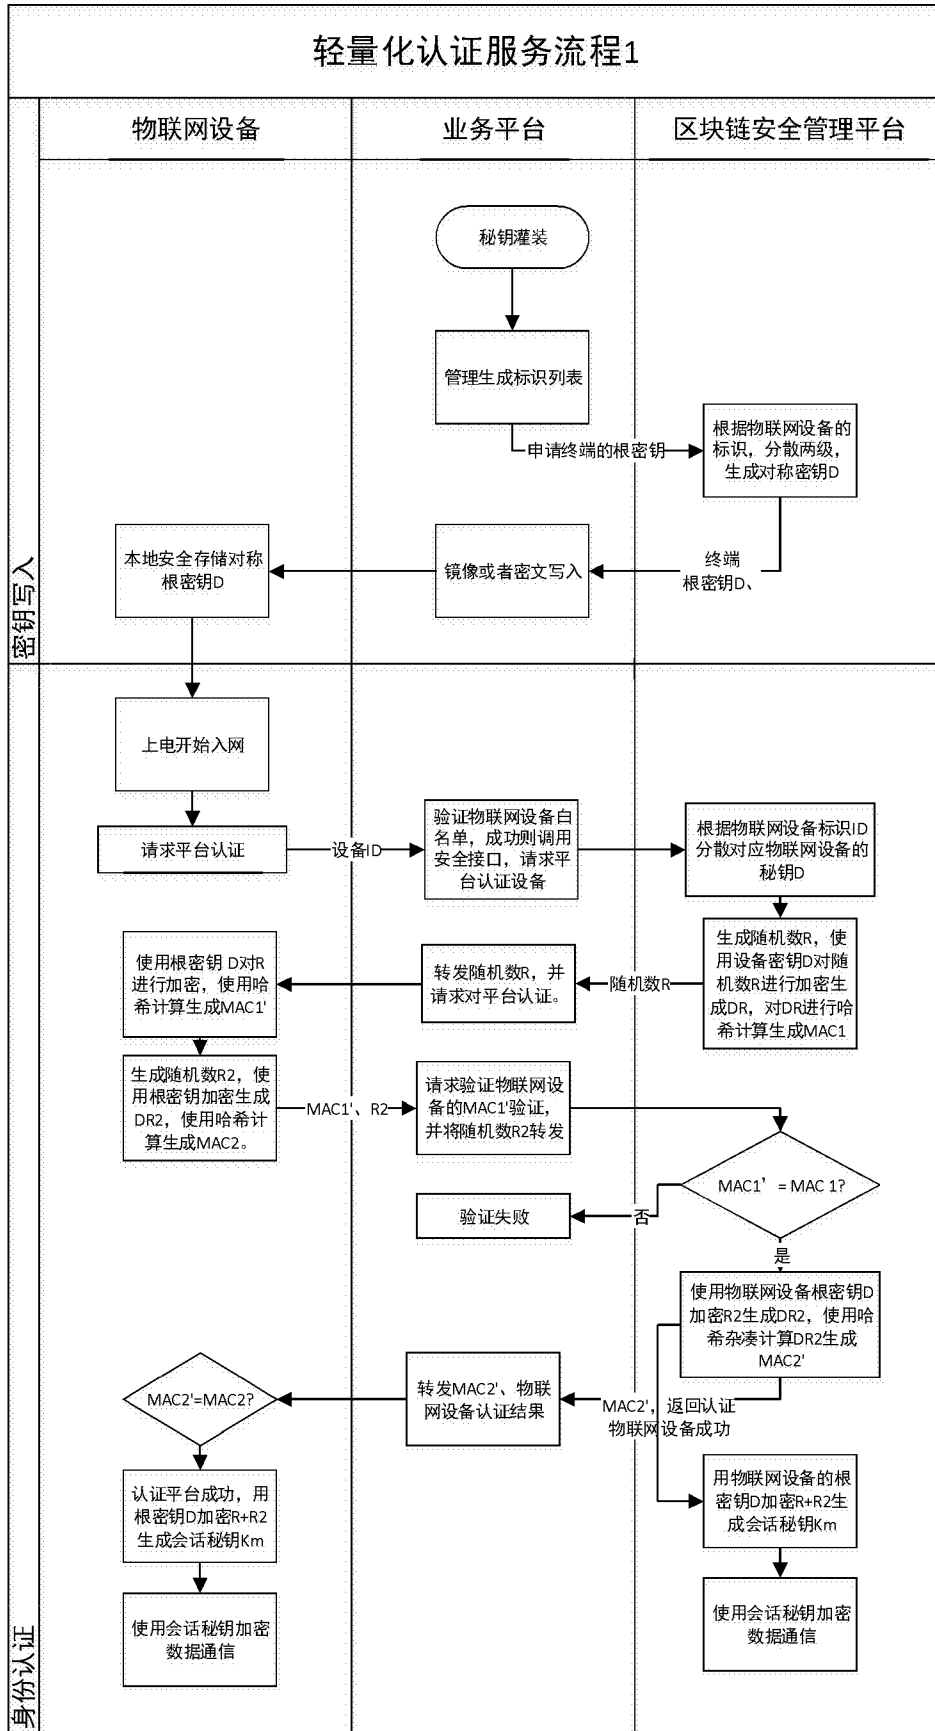 轻量化认证服务流程1
物联网设备
业务平台
区块链安全管理平台
密钥写入
秘钥灌装
管理生成标识列表
申请终端的根密钥
根据物联网设备的
标识，分散两级，
生成对称密钥D
终端
根密钥D、
镜像或者密文写入
本地安全存储对称
根密钥D
身份认证
上电开始入网
请求平台认证
设备ID
验证物联网设备白
名单，成功则调用
安全接口，请求平
台认证设备
根据物联网设备标识ID
分散对应物联网设备的
秘钥D
生成随机数R，使
用设备密钥D对随
机数R进行加密生
成DR，对DR进行哈
希计算生成MAC1
随机数R
转发随机数R，并
请求对平台认证。
使用根密钥 D对R
进行加密，使用哈
希计算生成MAC1'
生成随机数R2，使
用根密钥加密生成
DR2，使用哈希计
算生成MAC2。
MAC1'、R2
请求验证物联网设
备的MAC1'验证，
并将随机数R2转发
MAC1’ = MAC 1?
否
验证失败
是
使用物联网设备根密钥D
加密R2生成DR2，使用哈
希杂凑计算DR2生成
MAC2'
MAC2'，返回认证
物联网设备成功
转发MAC2'、物联
网设备认证结果
MAC2'=MAC2?
认证平台成功，用
根密钥D加密R+R2
生成会话秘钥Km
用物联网设备的根
密钥D加密R+R2生
成会话秘钥Km
使用会话秘钥加密
数据通信
使用会话秘钥加密
数据通信